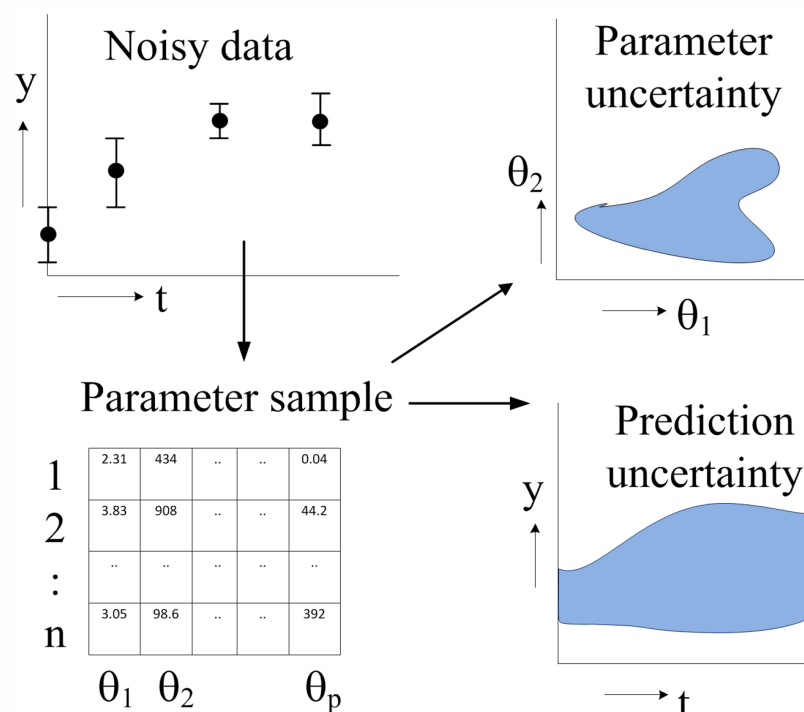 Noisy data
y
t
Parameter
uncertainty
θ2
θ1
Parameter sample
1 2.31 434 .. .. 0.04
2 3.83 908 .. .. 44.2
: .. .. .. .. ..
n 3.05 98.6 .. .. 392
θ1 θ2 θp
Prediction
uncertainty
y
t